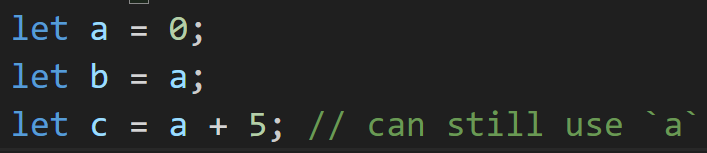 let a = 0;
let b = a;
let c = a + 5; // can still use `a`